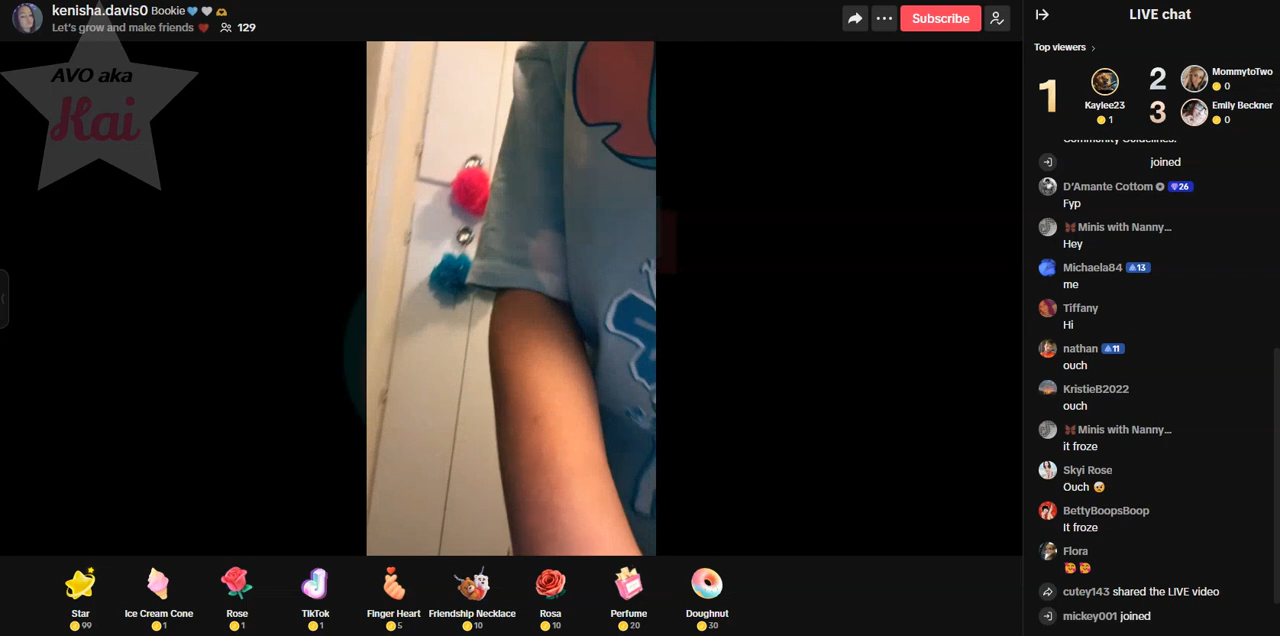 kenisha.davis0 Bookie🩵🤍🫶
Let's grow and make friends ❤️ 129
Subscribe
LIVE chat
AVO aka
Kai
Top viewers >
1
Kaylee23
1
2
MommytoTwo
0
3
Emily Beckner
0
Community Guidelines.
joined
D'Amante Cottom 26
Fyp
Minis with Nanny...
Hey
Michaela84 13
me
Tiffany
Hi
nathan 11
ouch
KristieB2022
ouch
Minis with Nanny...
it froze
Skyi Rose
Ouch 🤕
BettyBoopsBoop
It froze
Flora
🥰🥰
cutey143 shared the LIVE video
mickey001 joined
Star
99
Ice Cream Cone
1
Rose
1
TikTok
1
Finger Heart
5
Friendship Necklace
10
Rosa
10
Perfume
20
Doughnut
30